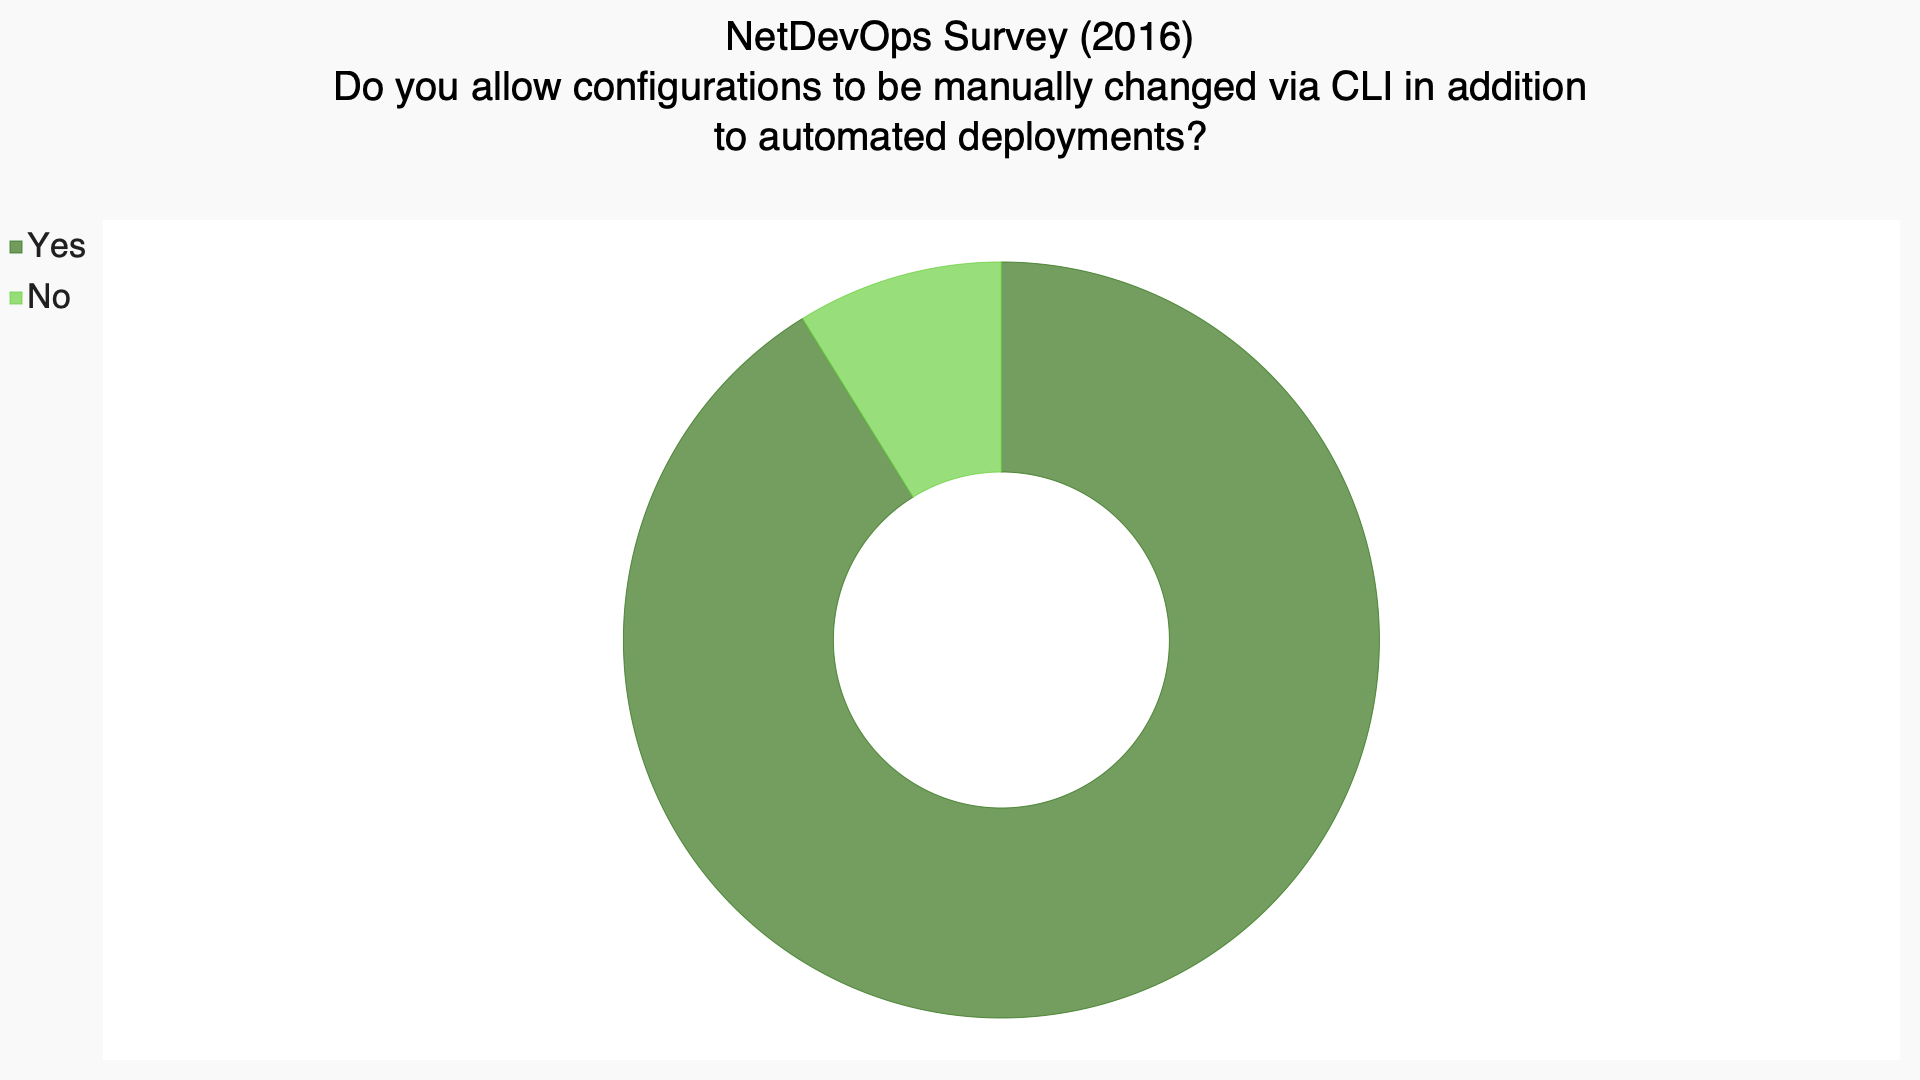 NetDevOps Survey (2016)
Do you allow configurations to be manually changed via CLI in addition
to automated deployments?
Yes
No